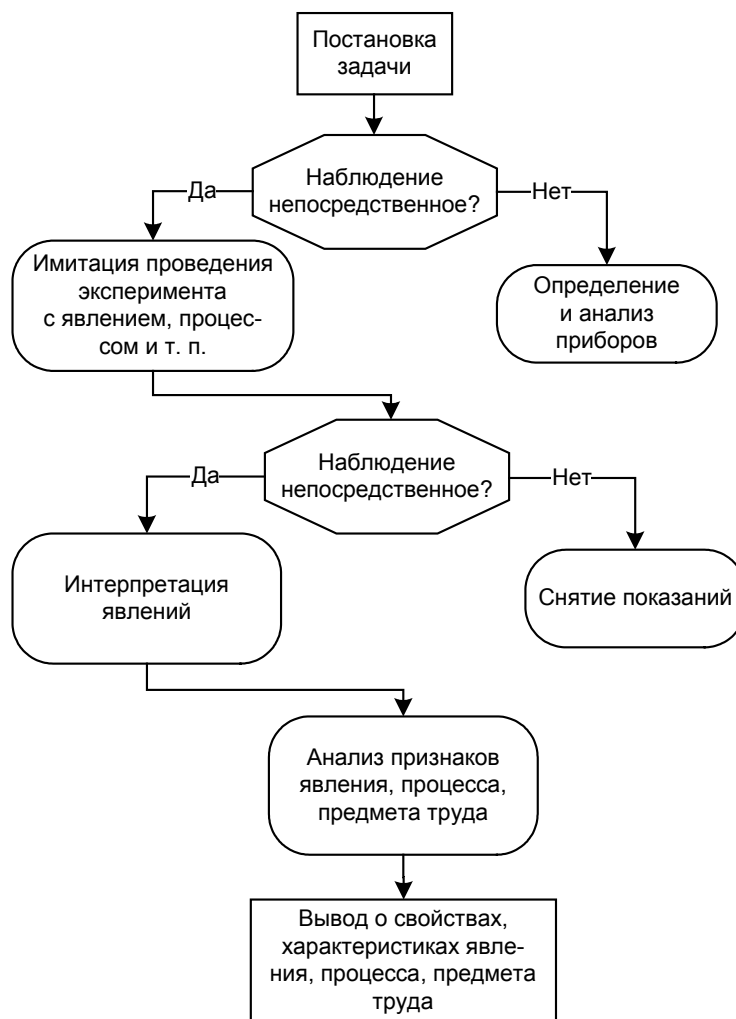 Постановка
задачи
Наблюдение
непосредственное?
Да
Нет
Имитация проведения
эксперимента
с явлением, процес-
сом и т. п.
Определение
и анализ
приборов
Наблюдение
непосредственное?
Да
Нет
Интерпретация
явлений
Снятие показаний
Анализ признаков
явления, процесса,
предмета труда
Вывод о свойствах,
характеристиках явле-
ния, процесса, предмета
труда